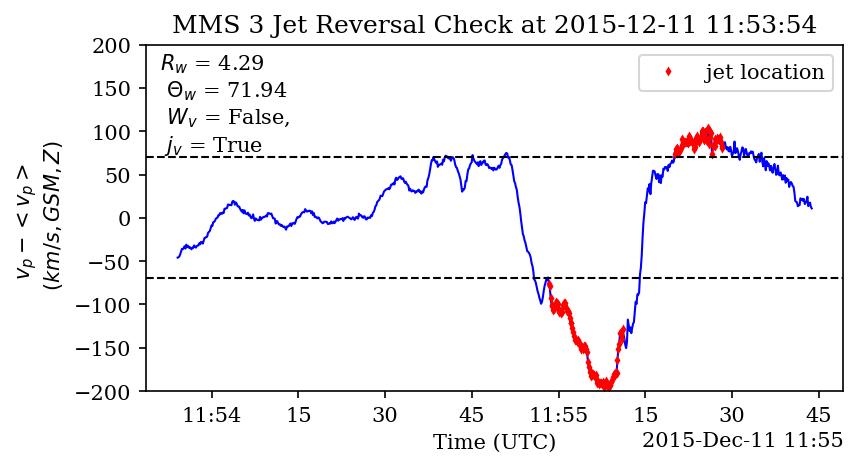 MMS 3 Jet Reversal Check at 2015-12-11 11:53:54
R_w = 4.29
Θ_w = 71.94
W_v = False,
j_v = True
jet location
v_p − < v_p >
(km/s, GSM, Z)
200
150
100
50
0
−50
−100
−150
−200
11:54 15 30 45 11:55 15 30 45
Time (UTC)
2015-Dec-11 11:55